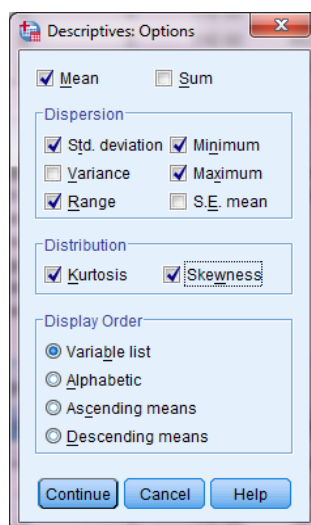 Descriptives: Options
Mean Sum
Dispersion
Std. deviation Minimum
Variance Maximum
Range S.E. mean
Distribution
Kurtosis Skewness
Display Order
Variable list
Alphabetic
Ascending means
Descending means
Continue Cancel Help